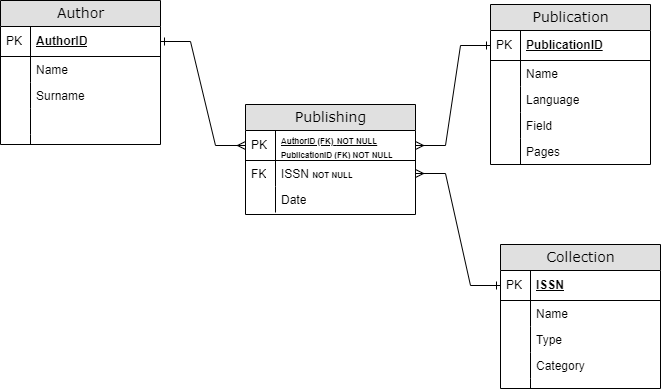 Author
PK AuthorID
Name
Surname
Publication
PK PublicationID
Name
Language
Field
Pages
Publishing
PK AuthorID (FK) NOT NULL
PublicationID (FK) NOT NULL
FK ISSN NOT NULL
Date
Collection
PK ISSN
Name
Type
Category